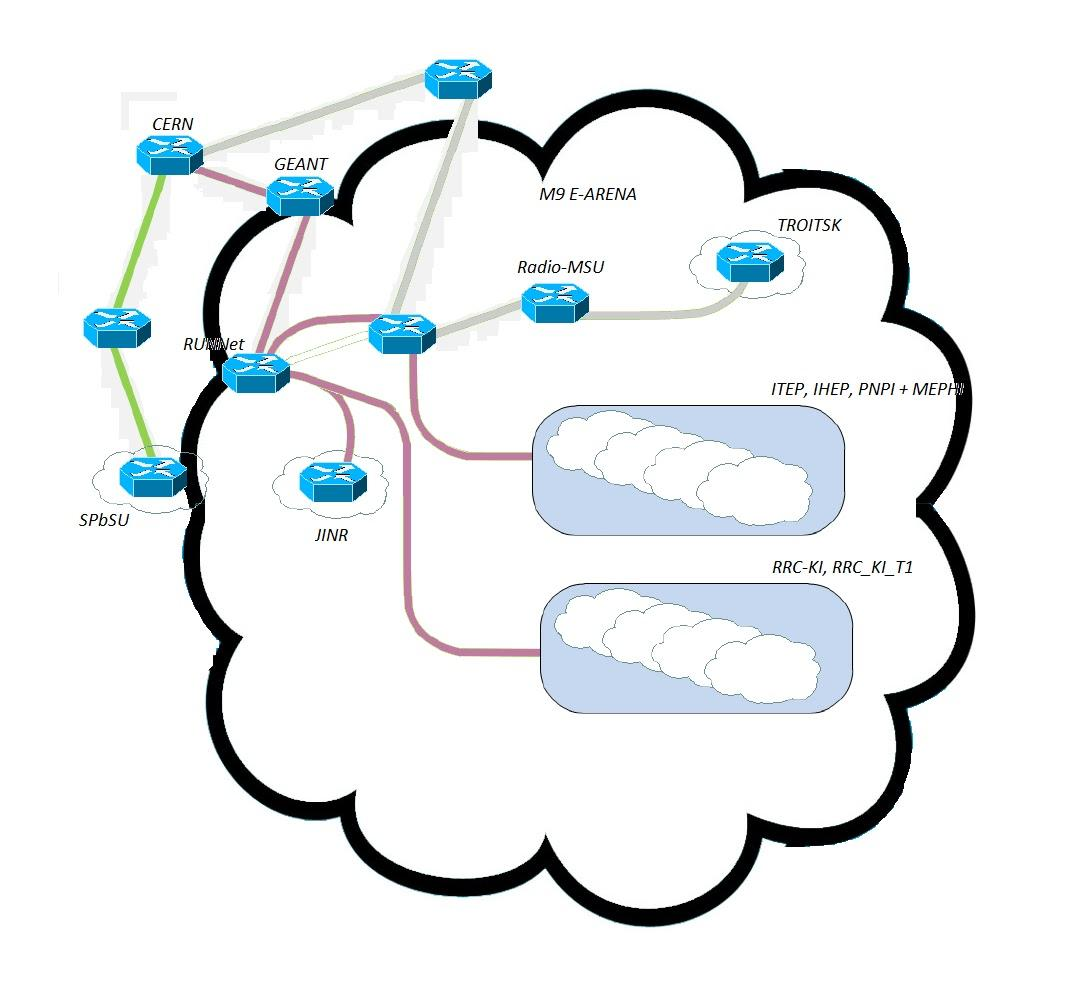 CERN
GEANT
M9 E-ARENA
TROITSK
Radio-MSU
RUNNet
ITEP, IHEP, PNPI + MEPHI
SPbSU
JINR
RRC-KI, RRC_KI_T1